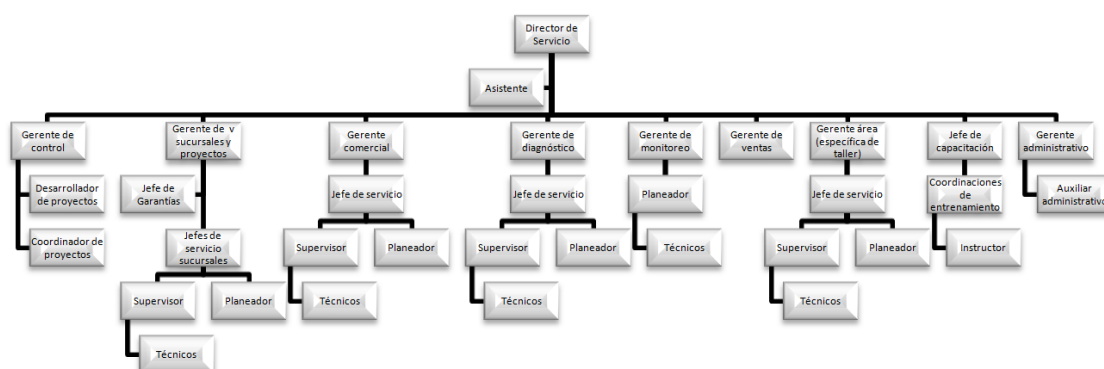 Director de
Servicio
Asistente
Gerente de
control
Gerente de v
sucursales y
proyectos
Gerente
comercial
Gerente de
diagnóstico
Gerente de
monitoreo
Gerente de
ventas
Gerente área
(específica de
taller)
Jefe de
capacitación
Gerente
administrativo
Desarrollador
de proyectos
Jefe de
Garantías
Jefe de servicio
Jefe de servicio
Planeador
Jefe de servicio
Coordinaciones
de
entrenamiento
Auxiliar
administrativo
Coordinador de
proyectos
Jefes de
servicio
sucursales
Supervisor
Planeador
Supervisor
Planeador
Técnicos
Supervisor
Planeador
Instructor
Supervisor
Planeador
Técnicos
Técnicos
Técnicos
Técnicos